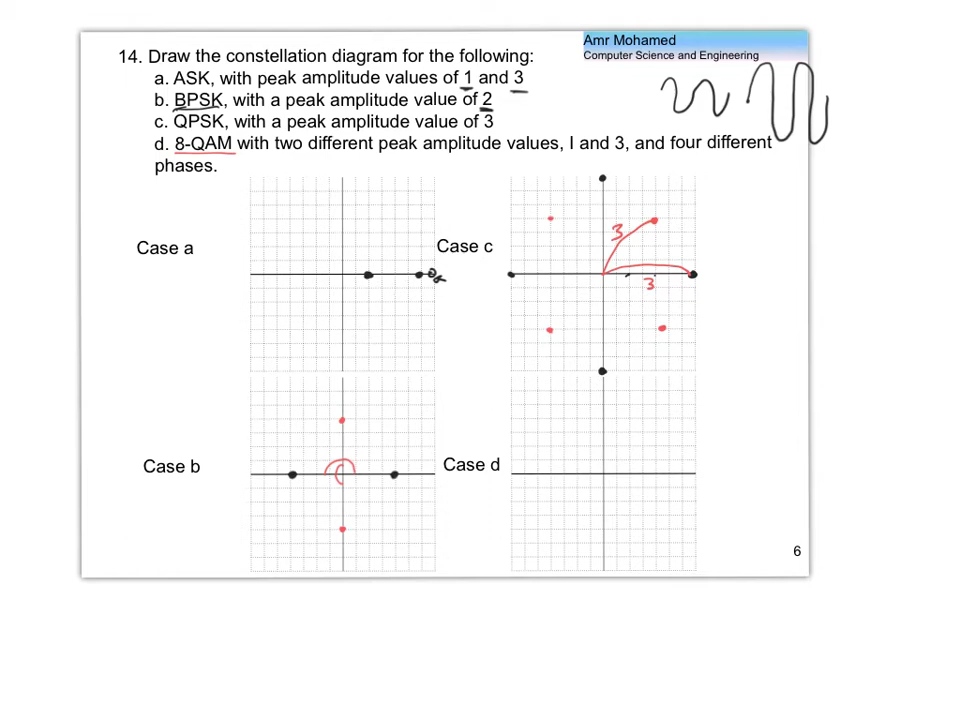 Amr Mohamed
Computer Science and Engineering
14. Draw the constellation diagram for the following:
a. ASK, with peak amplitude values of 1 and 3
b. BPSK, with a peak amplitude value of 2
c. QPSK, with a peak amplitude value of 3
d. 8-QAM with two different peak amplitude values, I and 3, and four different
phases.
Case a
Case c
3
3
Case b
Case d
6